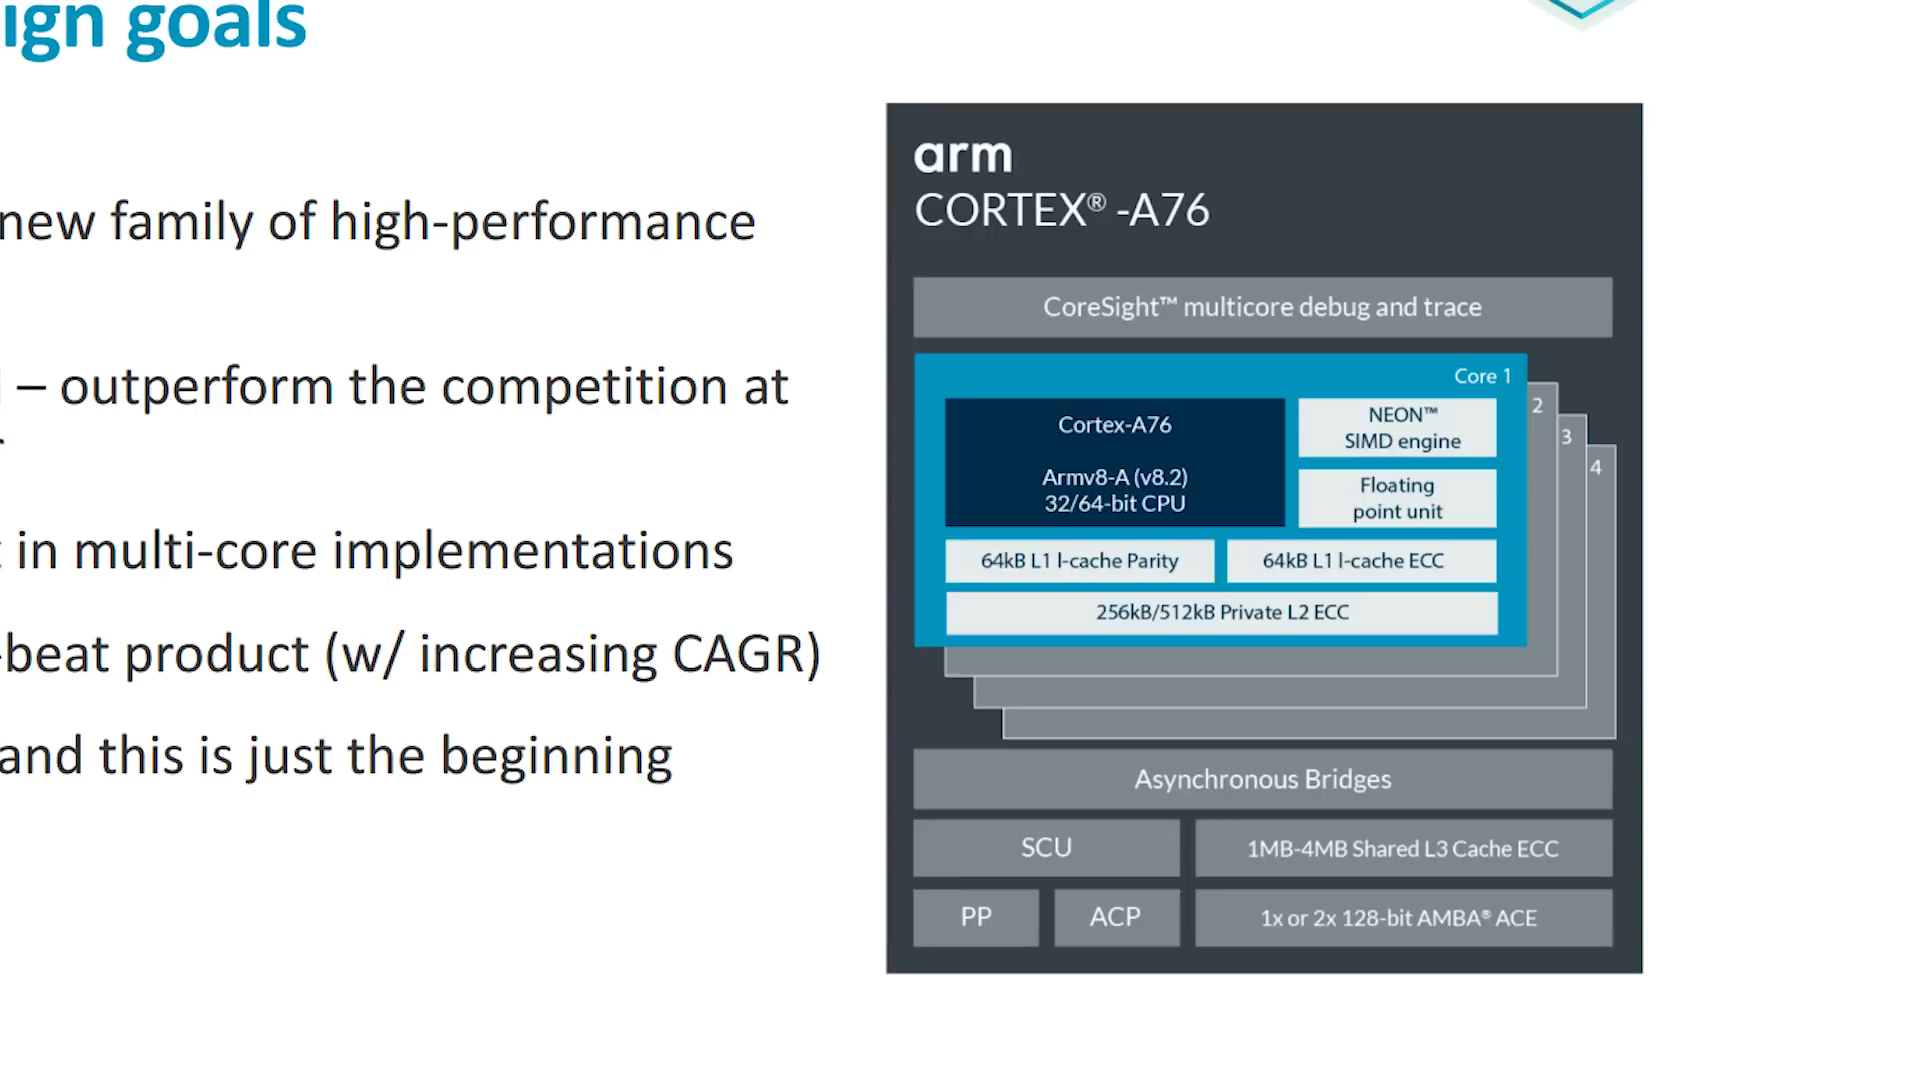 ign goals
new family of high-performance
– outperform the competition at
in multi-core implementations
-beat product (w/ increasing CAGR)
and this is just the beginning
arm
CORTEX® -A76
CoreSight™ multicore debug and trace
Core 1
2
3
4
Cortex-A76
Armv8-A (v8.2)
32/64-bit CPU
NEON™
SIMD engine
Floating
point unit
64kB L1 I-cache Parity
64kB L1 I-cache ECC
256kB/512kB Private L2 ECC
Asynchronous Bridges
SCU
1MB-4MB Shared L3 Cache ECC
PP
ACP
1x or 2x 128-bit AMBA® ACE